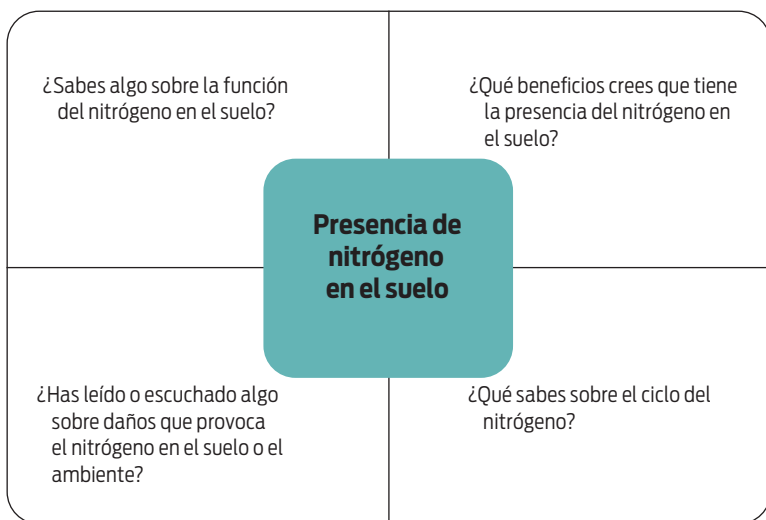 ¿Sabes algo sobre la función
del nitrógeno en el suelo?
¿Qué beneficios crees que tiene
la presencia del nitrógeno en
el suelo?
Presencia de
nitrógeno
en el suelo
¿Has leído o escuchado algo
sobre daños que provoca
el nitrógeno en el suelo o el
ambiente?
¿Qué sabes sobre el ciclo del
nitrógeno?